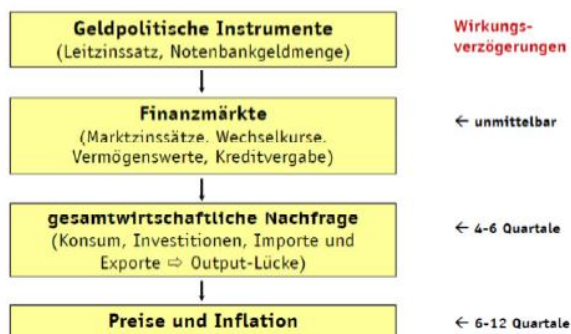 Geldpolitische Instrumente
(Leitzinssatz, Notenbankgeldmenge)
Wirkungs-
verzögerungen
Finanzmärkte
(Marktzinssätze. Wechselkurse.
Vermögenswerte, Kreditvergabe)
← unmittelbar
gesamtwirtschaftliche Nachfrage
(Konsum, Investitionen, Importe und
Exporte ⇨ Output-Lücke)
← 4-6 Quartale
Preise und Inflation
← 6-12 Quartale